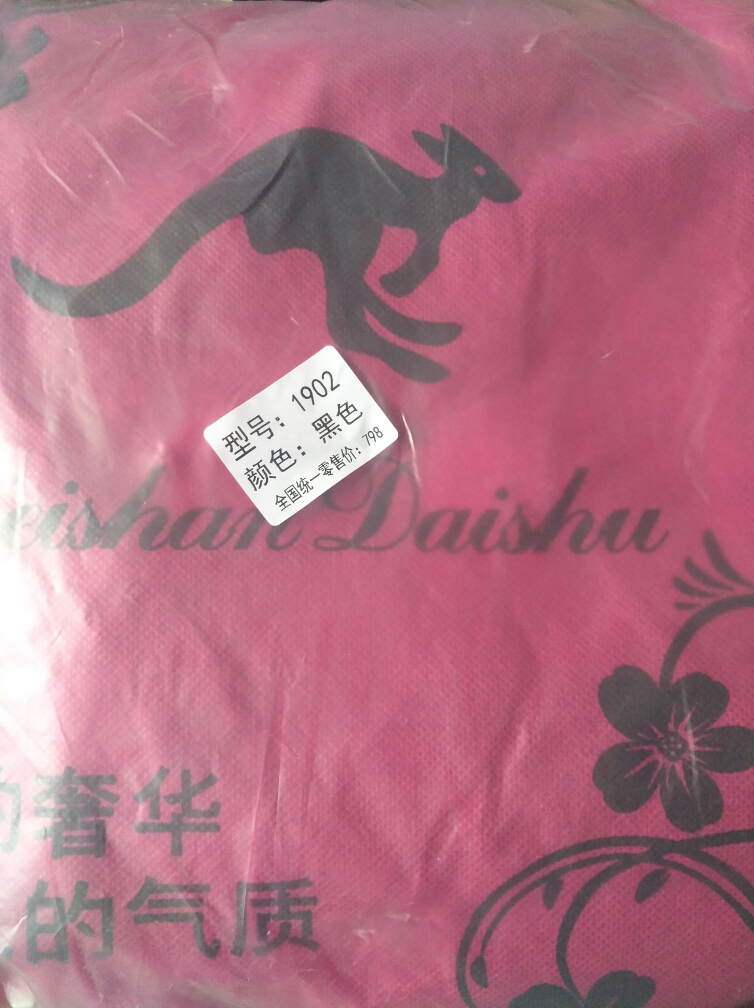 型号：1902
颜色：黑色
全国统一零售价：798
eishan Daishu
的奢华
的气质